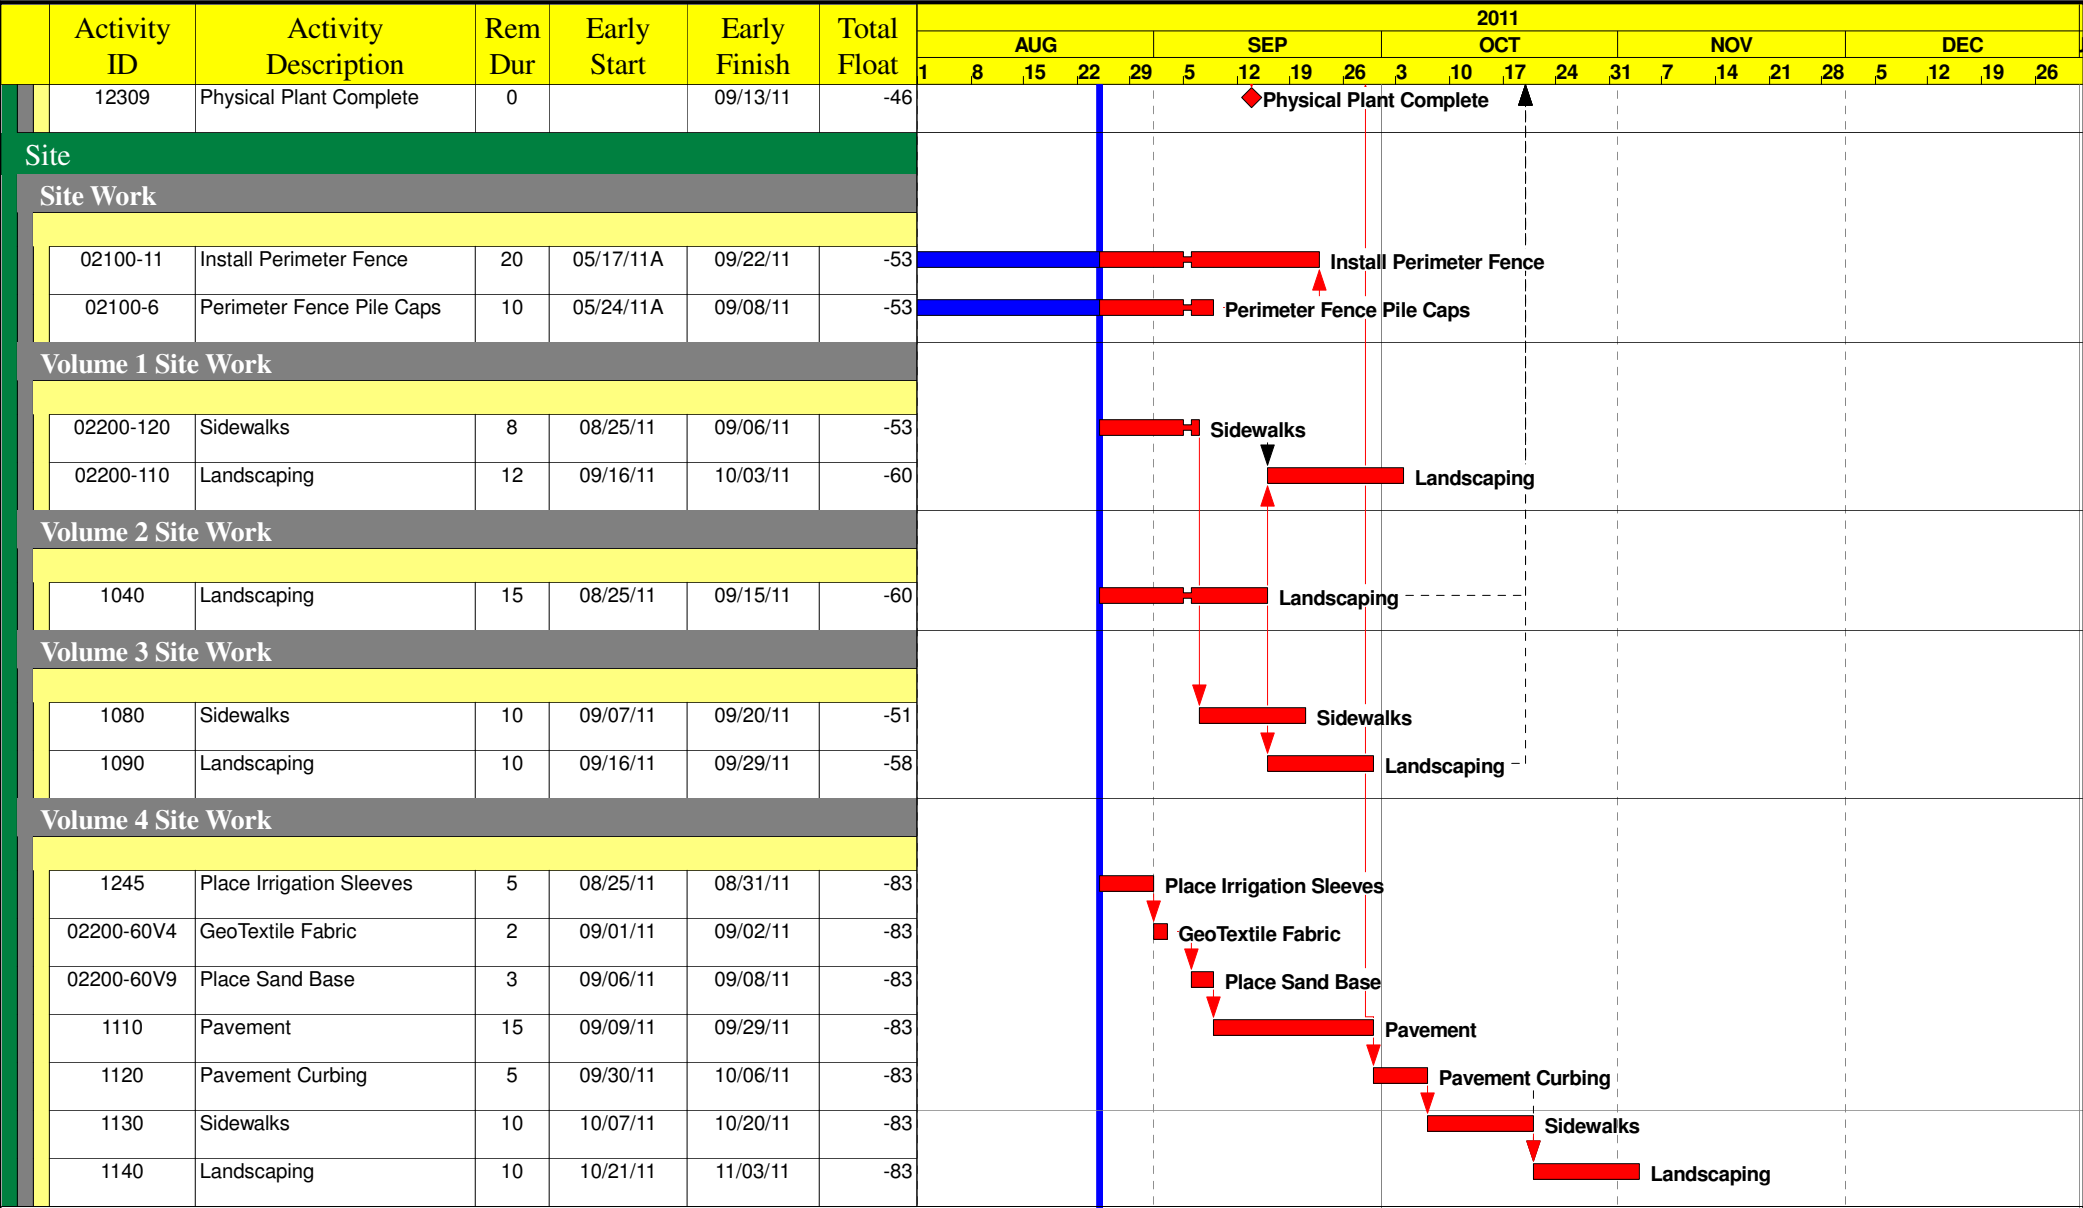 Activity ID Activity Description Rem Dur Early Start Early Finish Total Float
2011
AUG SEP OCT NOV DEC
1 8 15 22 29 5 12 19 26 3 10 17 24 31 7 14 21 28 5 12 19 26
12309 Physical Plant Complete 0 09/13/11 -46 Physical Plant Complete
Site
Site Work
02100-11 Install Perimeter Fence 20 05/17/11A 09/22/11 -53 Install Perimeter Fence
02100-6 Perimeter Fence Pile Caps 10 05/24/11A 09/08/11 -53 Perimeter Fence Pile Caps
Volume 1 Site Work
02200-120 Sidewalks 8 08/25/11 09/06/11 -53 Sidewalks
02200-110 Landscaping 12 09/16/11 10/03/11 -60 Landscaping
Volume 2 Site Work
1040 Landscaping 15 08/25/11 09/15/11 -60 Landscaping
Volume 3 Site Work
1080 Sidewalks 10 09/07/11 09/20/11 -51 Sidewalks
1090 Landscaping 10 09/16/11 09/29/11 -58 Landscaping
Volume 4 Site Work
1245 Place Irrigation Sleeves 5 08/25/11 08/31/11 -83 Place Irrigation Sleeves
02200-60V4 GeoTextile Fabric 2 09/01/11 09/02/11 -83 GeoTextile Fabric
02200-60V9 Place Sand Base 3 09/06/11 09/08/11 -83 Place Sand Base
1110 Pavement 15 09/09/11 09/29/11 -83 Pavement
1120 Pavement Curbing 5 09/30/11 10/06/11 -83 Pavement Curbing
1130 Sidewalks 10 10/07/11 10/20/11 -83 Sidewalks
1140 Landscaping 10 10/21/11 11/03/11 -83 Landscaping